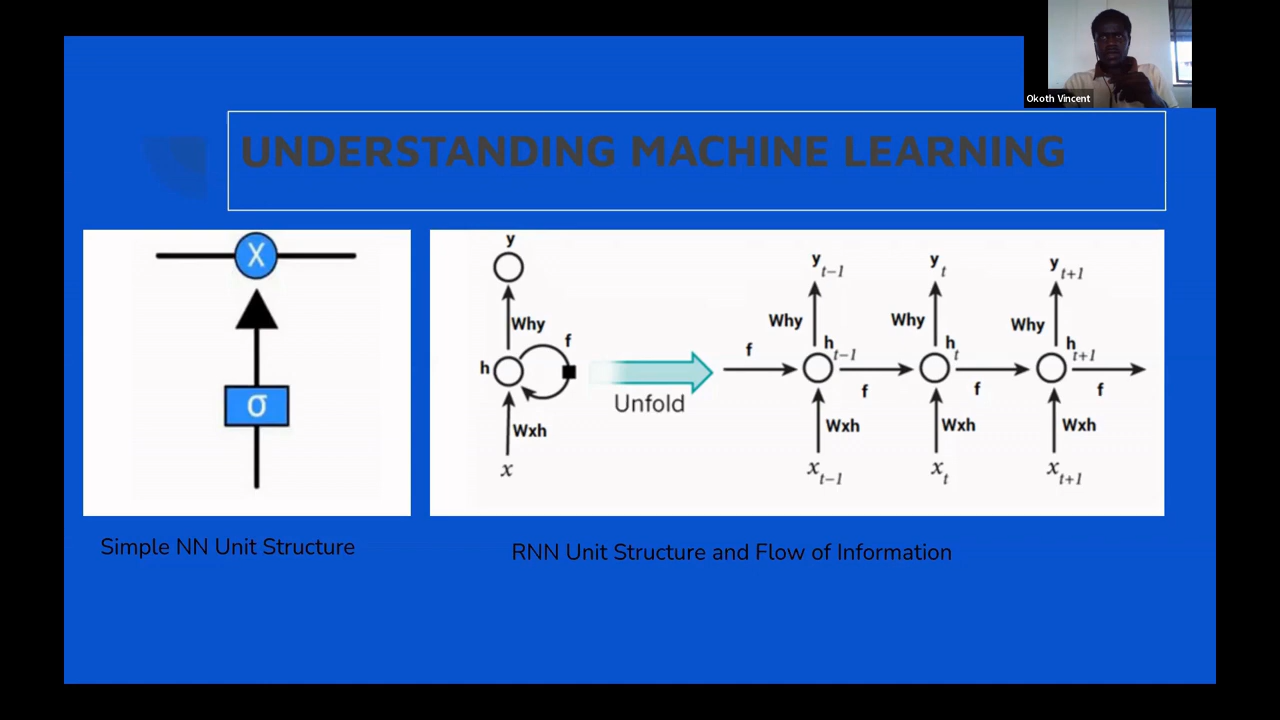 Okoth Vincent
UNDERSTANDING MACHINE LEARNING
X
σ
Simple NN Unit Structure
y
Why
f
h
Wxh
x
Unfold
y t-1
y t
y t+1
Why
Why
Why
f
h t-1
h t
h t+1
f
f
f
Wxh
Wxh
Wxh
x t-1
x t
x t+1
RNN Unit Structure and Flow of Information